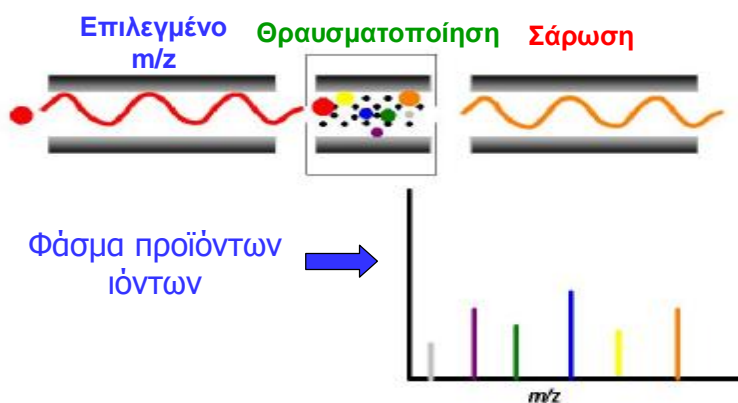 Επιλεγμένο
m/z
Θραυσματοποίηση
Σάρωση
Φάσμα προϊόντων
ιόντων
m/z